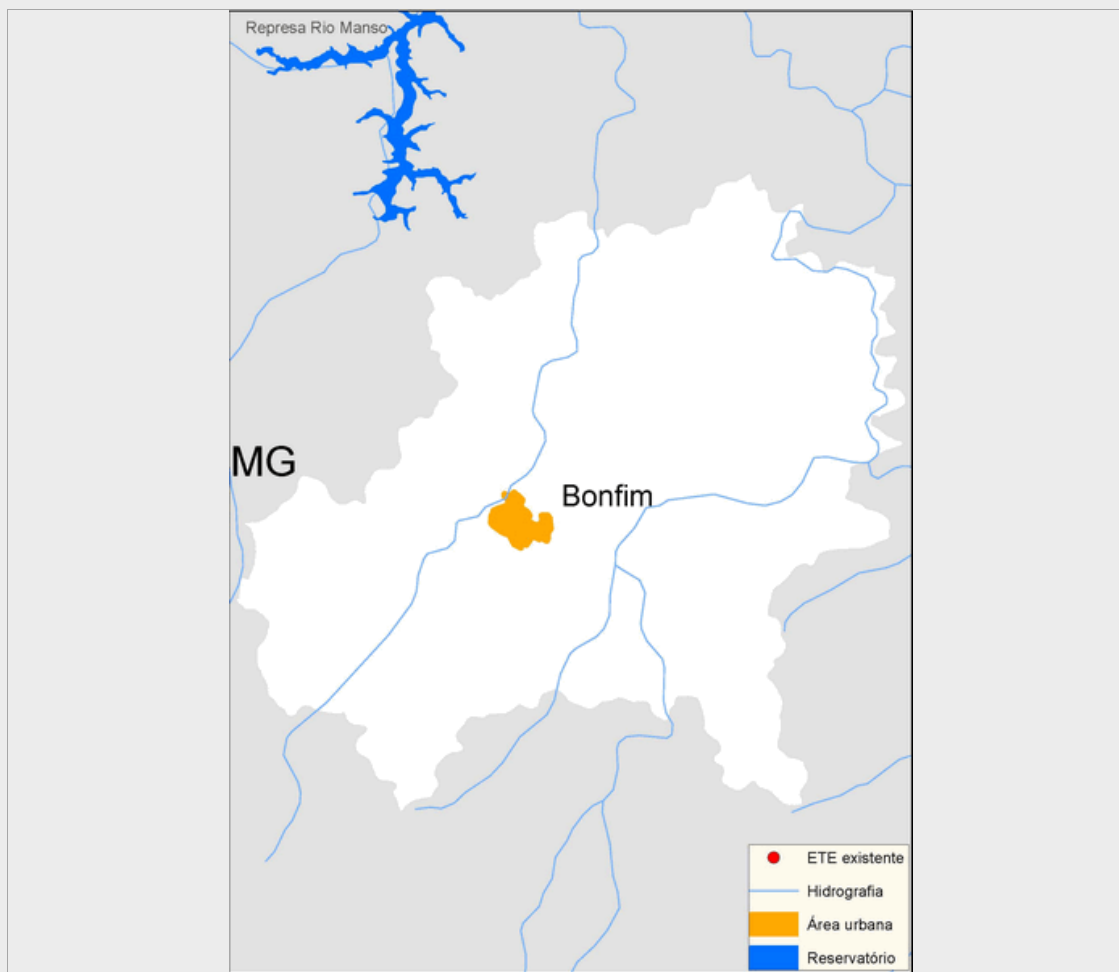 Represa Rio Manso
MG
Bonfim
ETE existente
Hidrografia
Área urbana
Reservatório